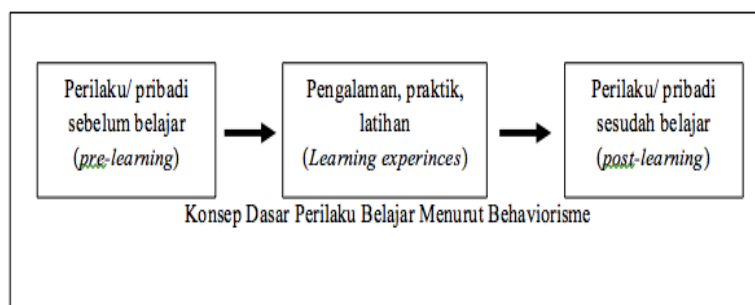 Perilaku/ pribadi
sebelum belajar
(pre-learning)
Pengalaman, praktik,
latihan
(Learning experinces)
Perilaku/ pribadi
sesudah belajar
(post-learning)
Konsep Dasar Perilaku Belajar Menurut Behaviorisme